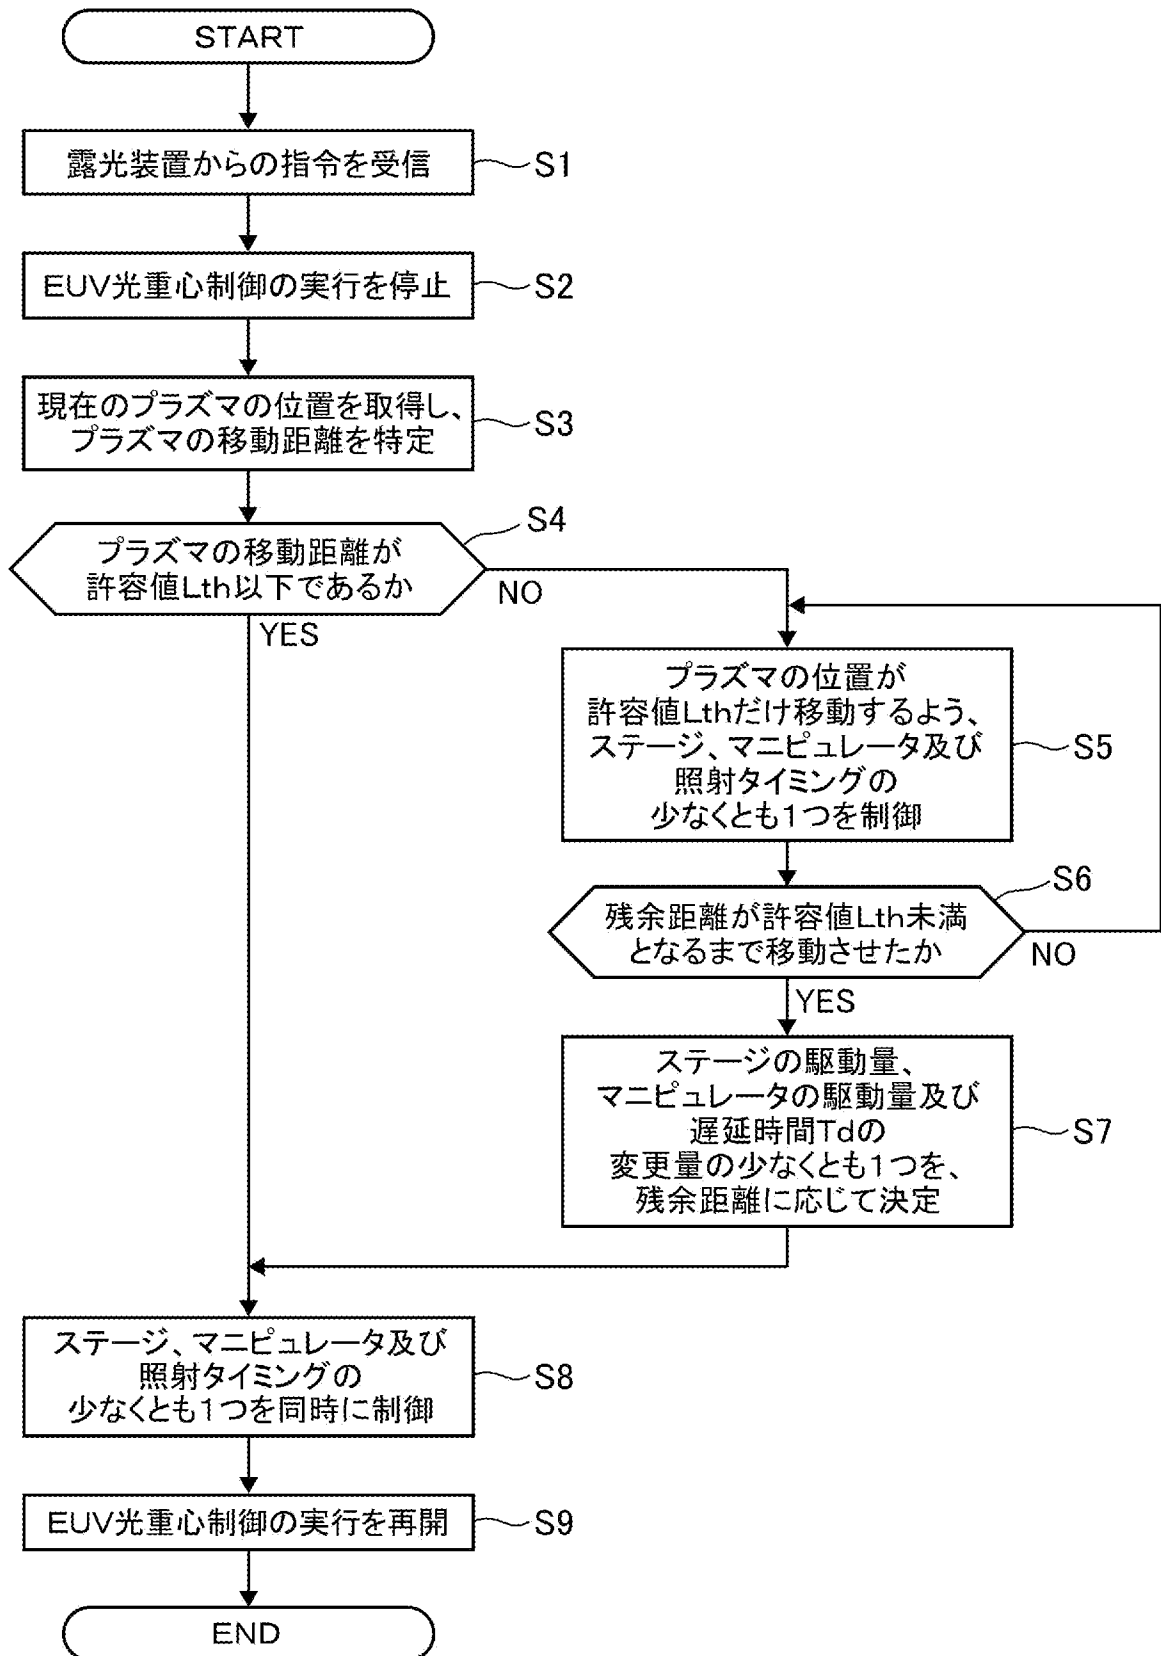 START
露光装置からの指令を受信
S1
EUV光重心制御の実行を停止
S2
現在のプラズマの位置を取得し、
プラズマの移動距離を特定
S3
プラズマの移動距離が
許容値Lth以下であるか
S4
NO
YES
プラズマの位置が
許容値Lthだけ移動するよう、
ステージ、マニピュレータ及び
照射タイミングの
少なくとも1つを制御
S5
残余距離が許容値Lth未満
となるまで移動させたか
S6
NO
YES
ステージの駆動量、
マニピュレータの駆動量及び
遅延時間Tdの
変更量の少なくとも1つを、
残余距離に応じて決定
S7
ステージ、マニピュレータ及び
照射タイミングの
少なくとも1つを同時に制御
S8
EUV光重心制御の実行を再開
S9
END